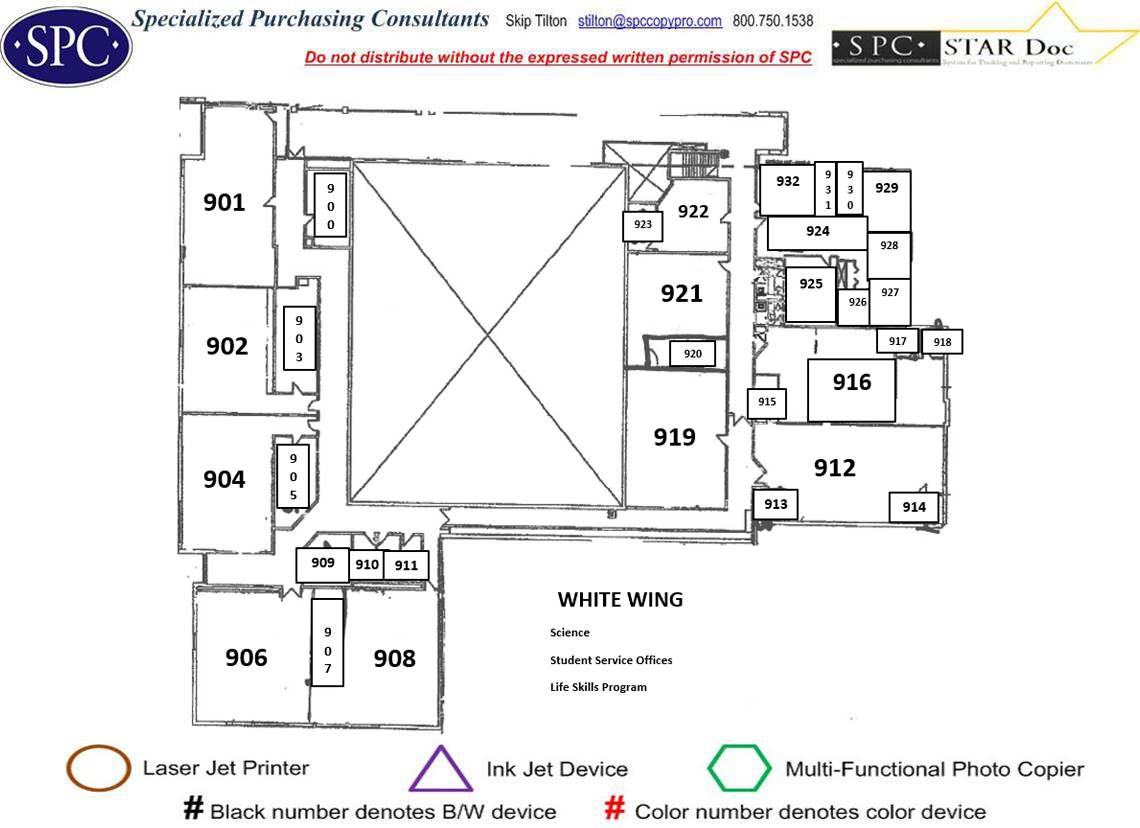 Specialized Purchasing Consultants Skip Tilton stilton@spccopypro.com 800.750.1538
Do not distribute without the expressed written permission of SPC
·SPC·
·SPC· STAR Doc
specialized purchasing consultants System for Tracking and Reporting Documents
901
900
902
903
904
905
906
907
908
909
910
911
923
922
921
920
919
932
931
930
929
924
928
925
926
927
917
918
916
915
912
913
914
WHITE WING
Science
Student Service Offices
Life Skills Program
Laser Jet Printer
Ink Jet Device
Multi-Functional Photo Copier
# Black number denotes B/W device
# Color number denotes color device